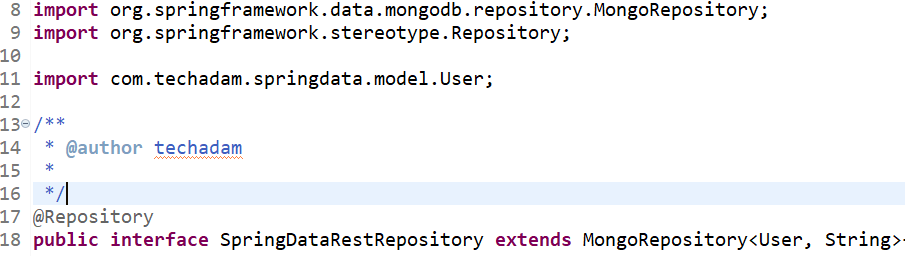 8 import org.springframework.data.mongodb.repository.MongoRepository;
9 import org.springframework.stereotype.Repository;
10
11 import com.techadam.springdata.model.User;
12
13 /**
14  * @author techadam
15  *
16  */
17 @Repository
18 public interface SpringDataRestRepository extends MongoRepository<User, String>